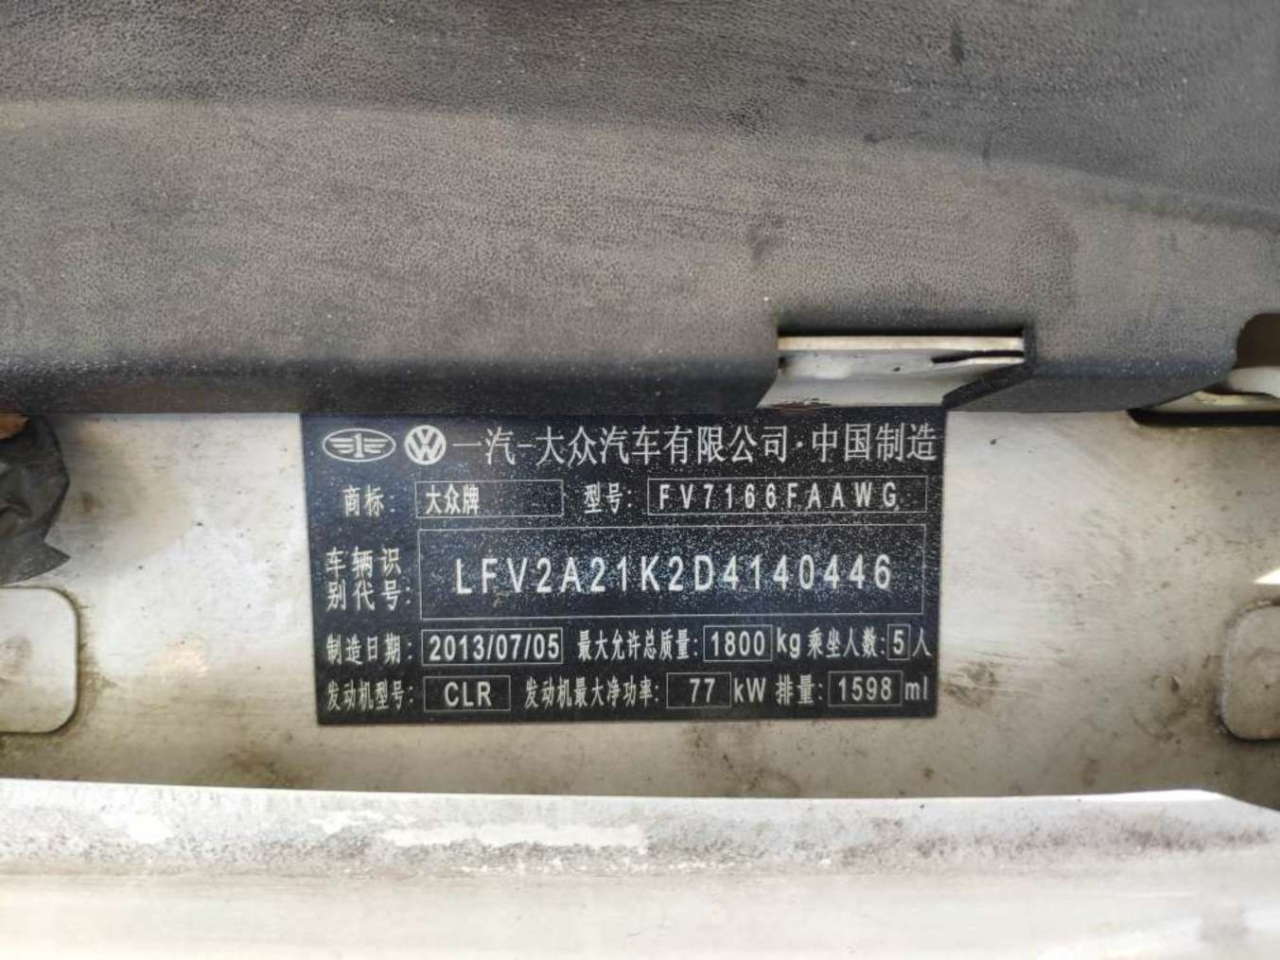 一汽-大众汽车有限公司·中国制造
商标: 大众牌 型号: FV7166FAAWG
车辆识别代号: LFV2A21K2D4140446
制造日期: 2013/07/05 最大允许总质量: 1800 kg 乘坐人数: 5 人
发动机型号: CLR 发动机最大净功率: 77 kW 排量: 1598 ml